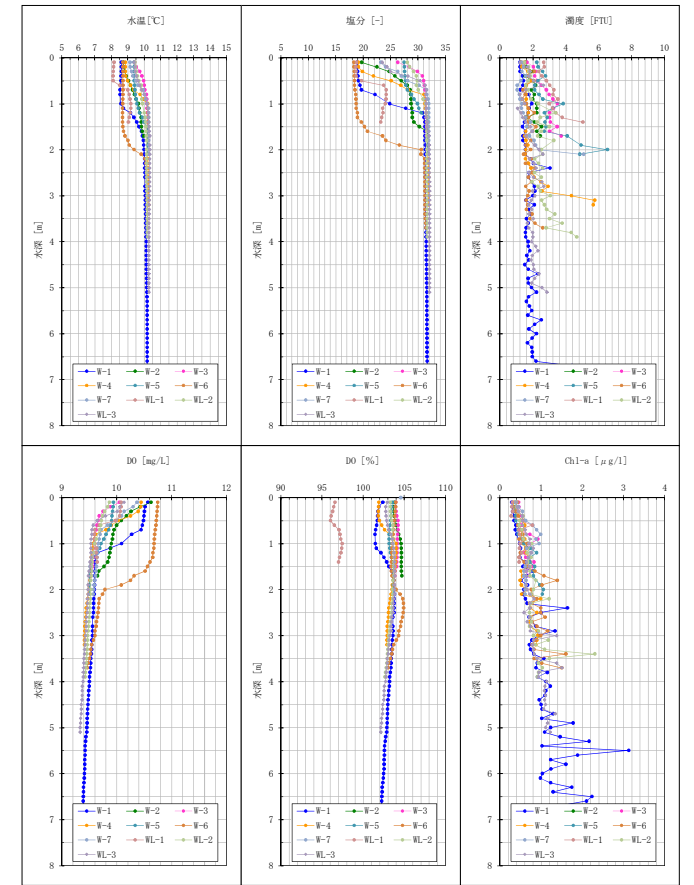 水温[℃]
5 6 7 8 9 10 11 12 13 14 15
0
1
2
3
4
5
6
7
8
水深 [m]
W-1 W-2 W-3
W-4 W-5 W-6
W-7 WL-1 WL-2
WL-3
塩分 [-]
5 10 15 20 25 30 35
0
1
2
3
4
5
6
7
8
水深 [m]
W-1 W-2 W-3
W-4 W-5 W-6
W-7 WL-1 WL-2
WL-3
濁度 [FTU]
0 2 4 6 8 10
0
1
2
3
4
5
6
7
8
水深 [m]
W-1 W-2 W-3
W-4 W-5 W-6
W-7 WL-1 WL-2
WL-3
DO [mg/L]
9 10 11 12
0
1
2
3
4
5
6
7
8
水深 [m]
W-1 W-2 W-3
W-4 W-5 W-6
W-7 WL-1 WL-2
WL-3
DO [%]
90 95 100 105 110
0
1
2
3
4
5
6
7
8
水深 [m]
W-1 W-2 W-3
W-4 W-5 W-6
W-7 WL-1 WL-2
WL-3
Chl-a [μg/l]
0 1 2 3 4
0
1
2
3
4
5
6
7
8
水深 [m]
W-1 W-2 W-3
W-4 W-5 W-6
W-7 WL-1 WL-2
WL-3